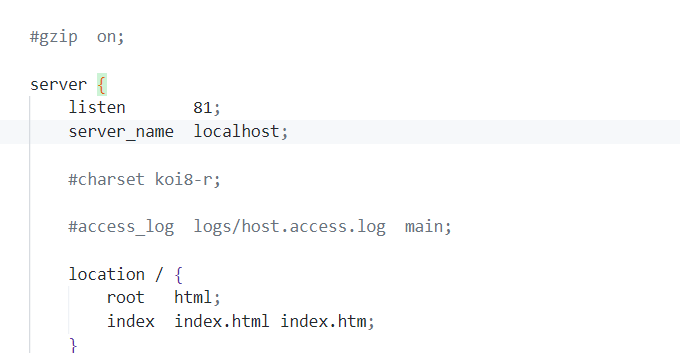 #gzip  on;
server {
listen       81;
server_name  localhost;
#charset koi8-r;
#access_log  logs/host.access.log  main;
location / {
root   html;
index  index.html index.htm;
}